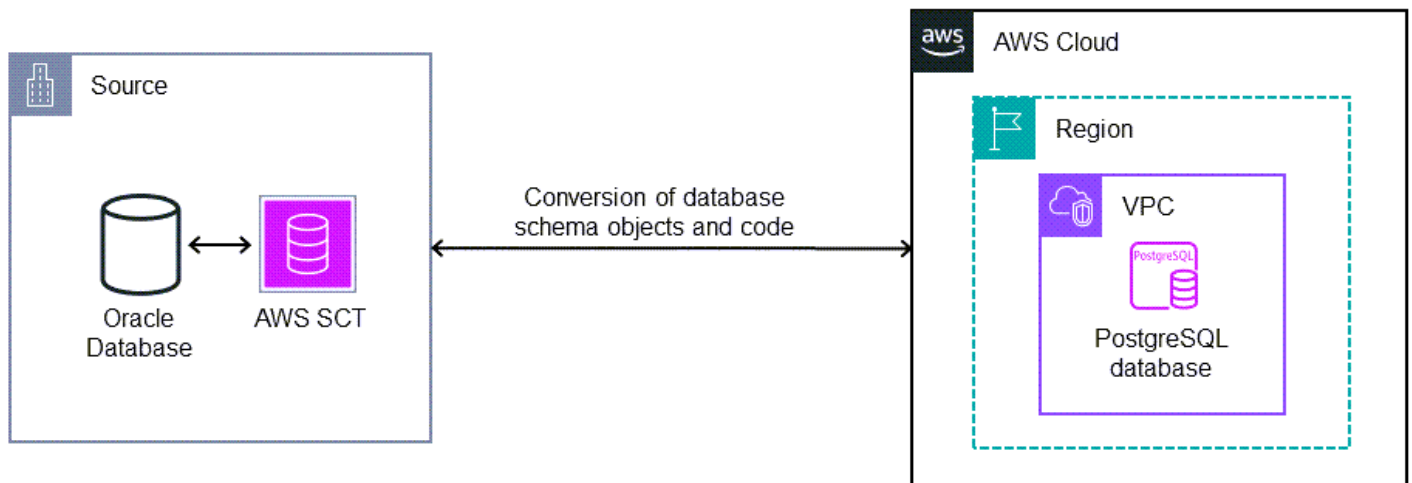 Source
Oracle
Database
AWS SCT
Conversion of database
schema objects and code
aws
AWS Cloud
Region
VPC
PostgreSQL
PostgreSQL
database